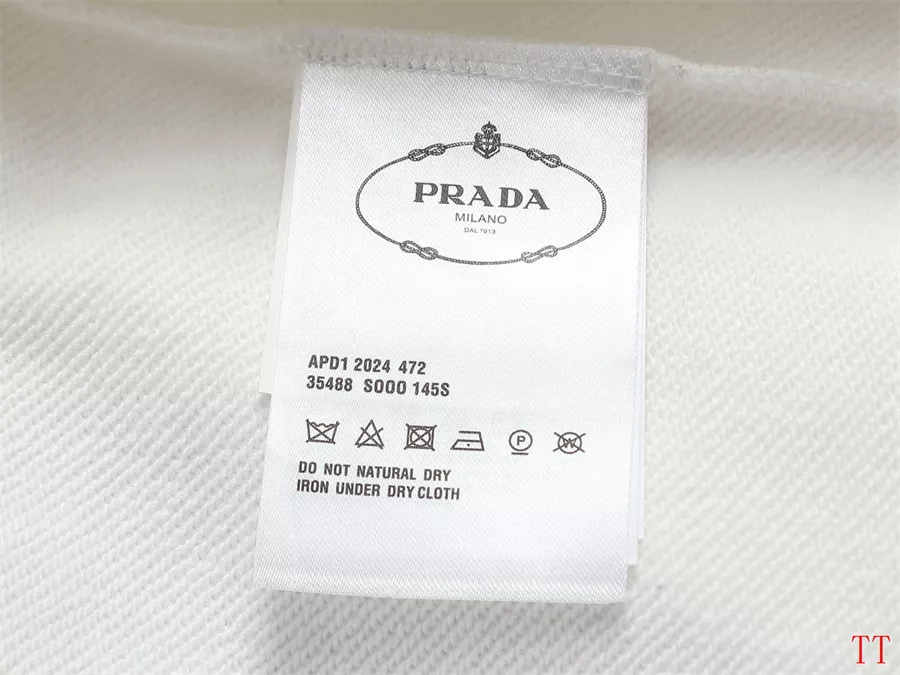 PRADA
MILANO
DAL 1913
APD1 2024 472
35488 S000 145S
P
W
DO NOT NATURAL DRY
IRON UNDER DRY CLOTH
TT